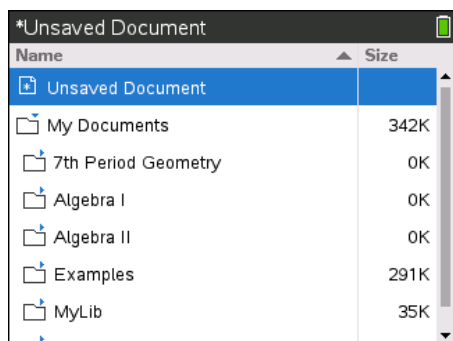 *Unsaved Document
Name Size
Unsaved Document
My Documents 342K
7th Period Geometry 0K
Algebra I 0K
Algebra II 0K
Examples 291K
MyLib 35K